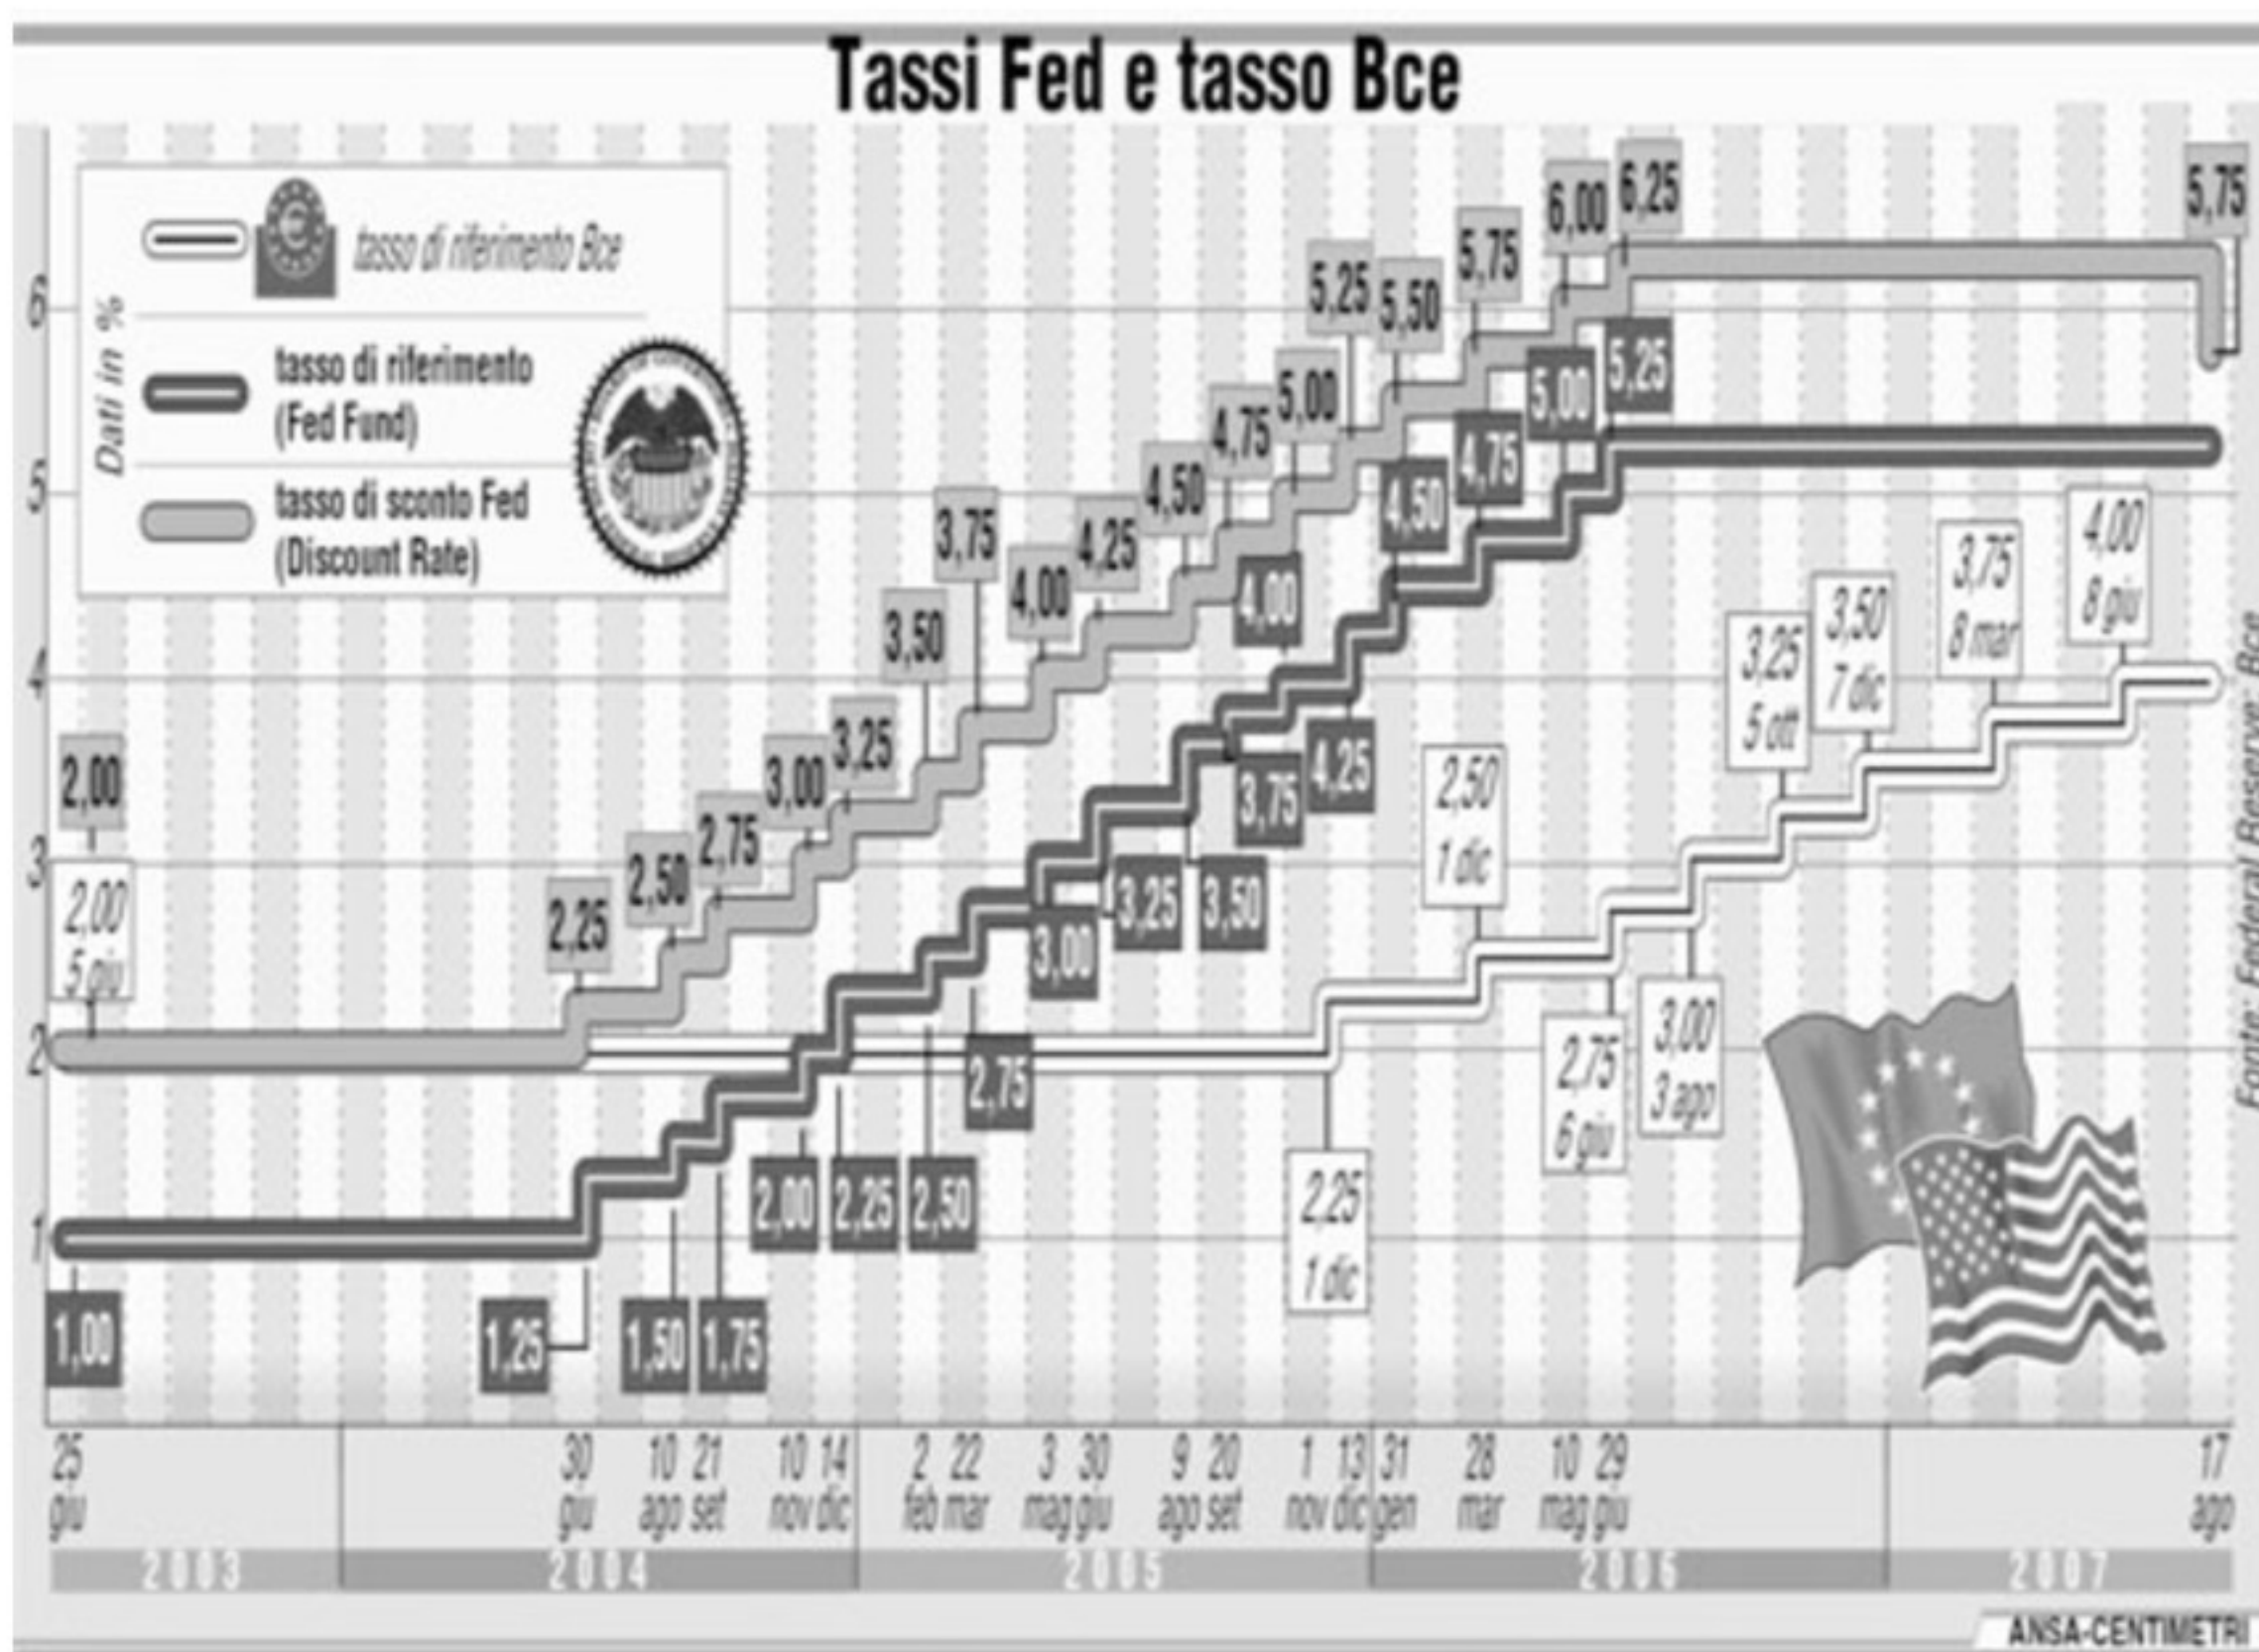 Tassi Fed e tasso Bce
Dati in %
tasso di riferimento Bce
tasso di riferimento
(Fed Fund)
tasso di sconto Fed
(Discount Rate)
6
5
4
3
2
1
2,00
2,25
2,50
2,75
3,00
3,25
3,50
3,75
4,00
4,25
4,50
4,75
5,00
5,25
5,50
5,75
6,00
6,25
5,75
1,00
1,25
1,50
1,75
2,00
2,25
2,50
2,75
3,00
3,25
3,50
3,75
4,00
4,25
4,50
4,75
5,00
5,25
2,00
5 giu
2,25
1 dic
2,50
1 dic
2,75
6 giu
3,00
3 ago
3,25
5 ott
3,50
7 dic
3,75
8 mar
4,00
8 giu
25 30 10 21 10 14 2 22 3 30 9 20 1 13 31 28 10 29 17
giu giu ago set nov dic feb mar mag giu ago set nov dic gen mar mag giu ago
2003 2004 2005 2006 2007
Fonte: Federal Reserve; Bce
ANSA-CENTIMETRI